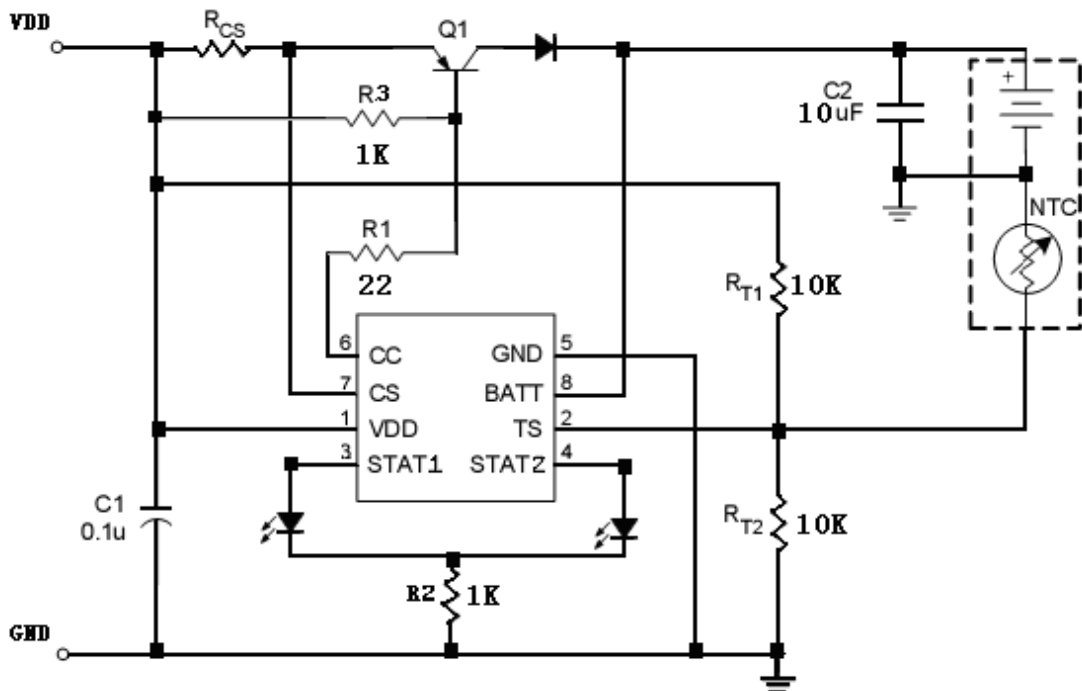 VDD
RCS
Q1
R3
1K
C2
10uF
+
NTC
R1
22
RT1
10K
6
CC
GND
5
7
CS
BATT
8
1
VDD
TS
2
3
STAT1
STAT2
4
C1
0.1u
RT2
10K
R2
1K
GND